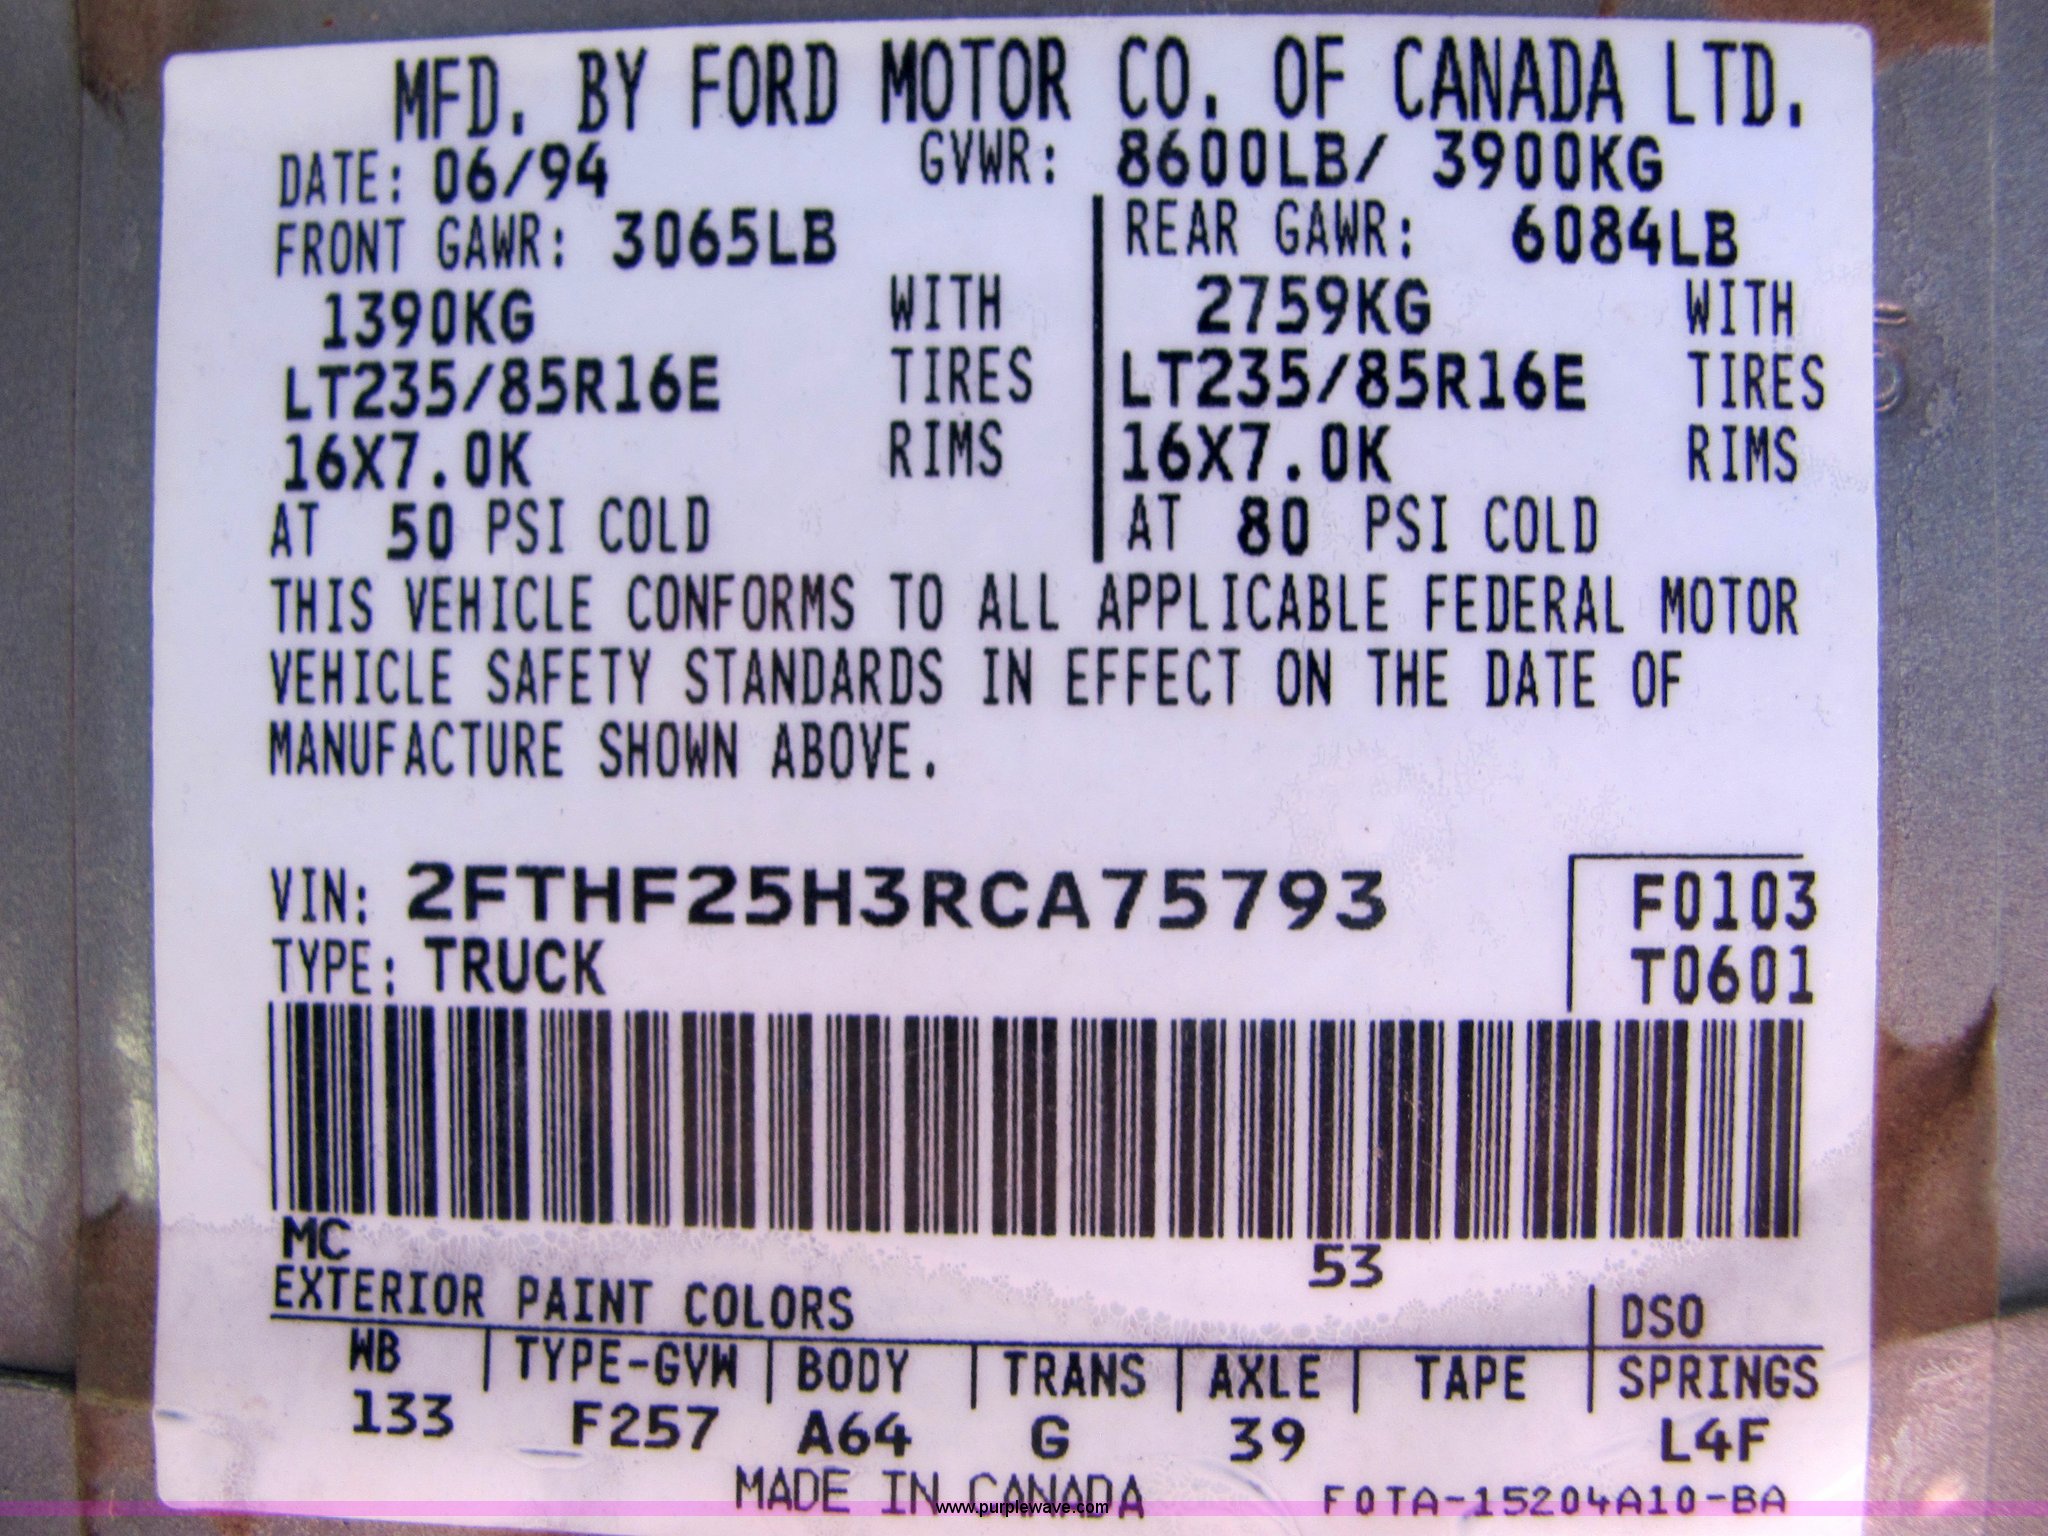 MFD. BY FORD MOTOR CO. OF CANADA LTD.
DATE: 06/94 GVWR: 8600LB/ 3900KG
FRONT GAWR: 3065LB REAR GAWR: 6084LB
1390KG WITH 2759KG WITH
LT235/85R16E TIRES LT235/85R16E TIRES
16X7.0K RIMS 16X7.0K RIMS
AT 50 PSI COLD AT 80 PSI COLD
THIS VEHICLE CONFORMS TO ALL APPLICABLE FEDERAL MOTOR
VEHICLE SAFETY STANDARDS IN EFFECT ON THE DATE OF
MANUFACTURE SHOWN ABOVE.
VIN: 2FTHF25H3RCA75793 F0103
TYPE: TRUCK T0601
MC 53
EXTERIOR PAINT COLORS DSO
WB TYPE-GVW BODY TRANS AXLE TAPE SPRINGS
133 F257 A64 G 39 L4F
MADE IN CANADA F0TA-15204A10-BA
www.purplewave.com